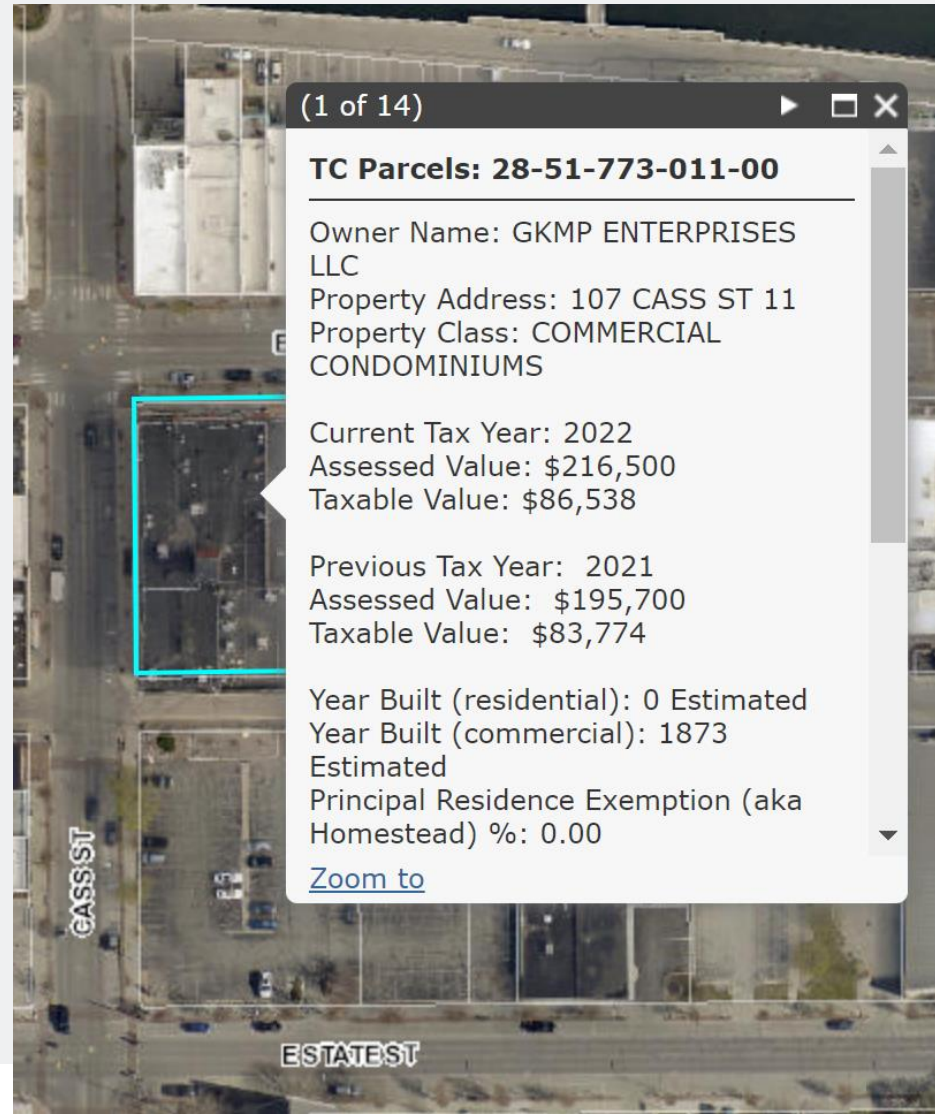 (1 of 14)
TC Parcels: 28-51-773-011-00
Owner Name: GKMP ENTERPRISES
LLC
Property Address: 107 CASS ST 11
Property Class: COMMERCIAL
CONDOMINIUMS
Current Tax Year: 2022
Assessed Value: $216,500
Taxable Value: $86,538
Previous Tax Year: 2021
Assessed Value: $195,700
Taxable Value: $83,774
Year Built (residential): 0 Estimated
Year Built (commercial): 1873
Estimated
Principal Residence Exemption (aka
Homestead) %: 0.00
Zoom to
E
CASS ST
E STATE ST